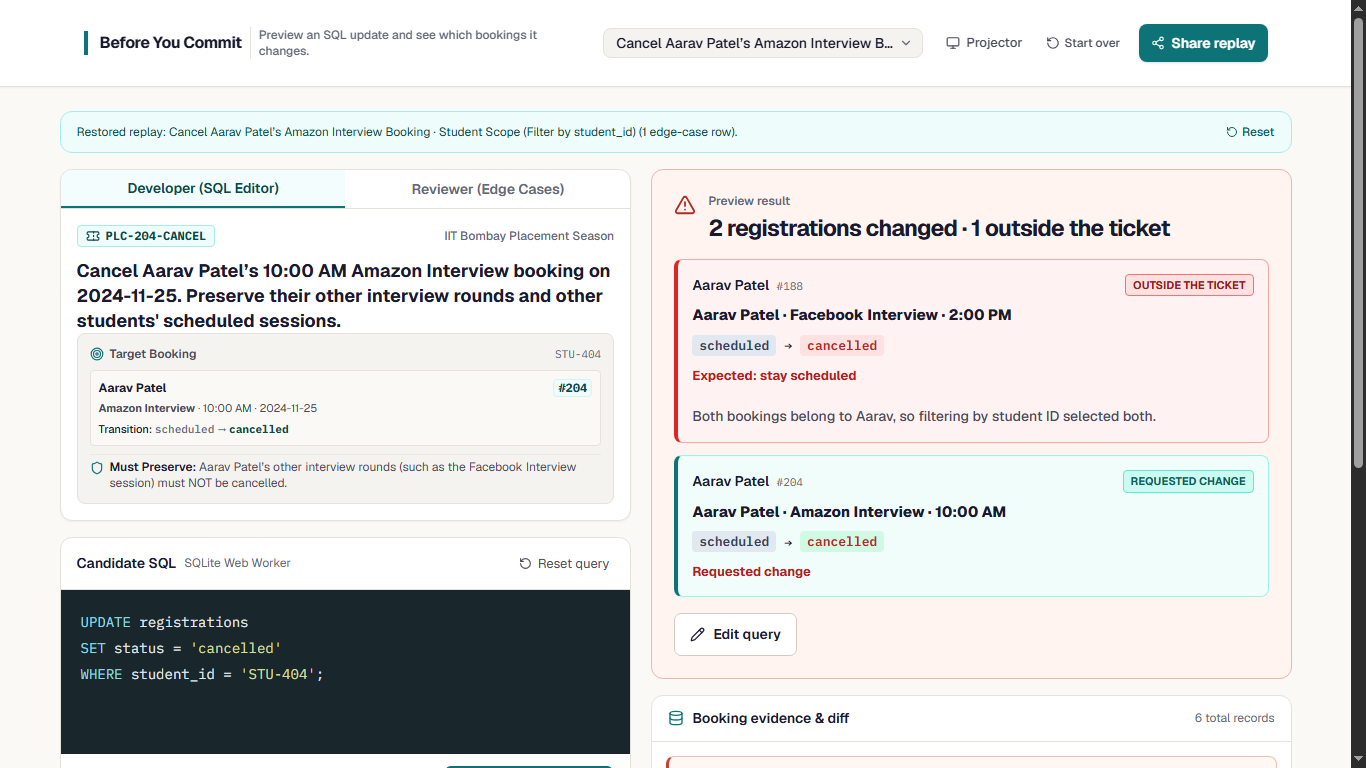 Before You Commit
Preview an SQL update and see which bookings it
changes.
Cancel Aarav Patel's Amazon Interview B...
Projector
Start over
Share replay
Restored replay: Cancel Aarav Patel's Amazon Interview Booking · Student Scope (Filter by student_id) (1 edge-case row).
Reset
Developer (SQL Editor)
Reviewer (Edge Cases)
PLC-204-CANCEL
IIT Bombay Placement Season
Cancel Aarav Patel's 10:00 AM Amazon Interview booking on
2024-11-25. Preserve their other interview rounds and other
students' scheduled sessions.
Target Booking
STU-404
Aarav Patel
#204
Amazon Interview · 10:00 AM · 2024-11-25
Transition: scheduled → cancelled
Must Preserve: Aarav Patel's other interview rounds (such as the Facebook Interview
session) must NOT be cancelled.
Candidate SQL
SQLite Web Worker
Reset query
UPDATE registrations
SET status = 'cancelled'
WHERE student_id = 'STU-404';
Preview result
2 registrations changed · 1 outside the ticket
Aarav Patel #188
OUTSIDE THE TICKET
Aarav Patel · Facebook Interview · 2:00 PM
scheduled → cancelled
Expected: stay scheduled
Both bookings belong to Aarav, so filtering by student ID selected both.
Aarav Patel #204
REQUESTED CHANGE
Aarav Patel · Amazon Interview · 10:00 AM
scheduled → cancelled
Requested change
Edit query
Booking evidence & diff
6 total records